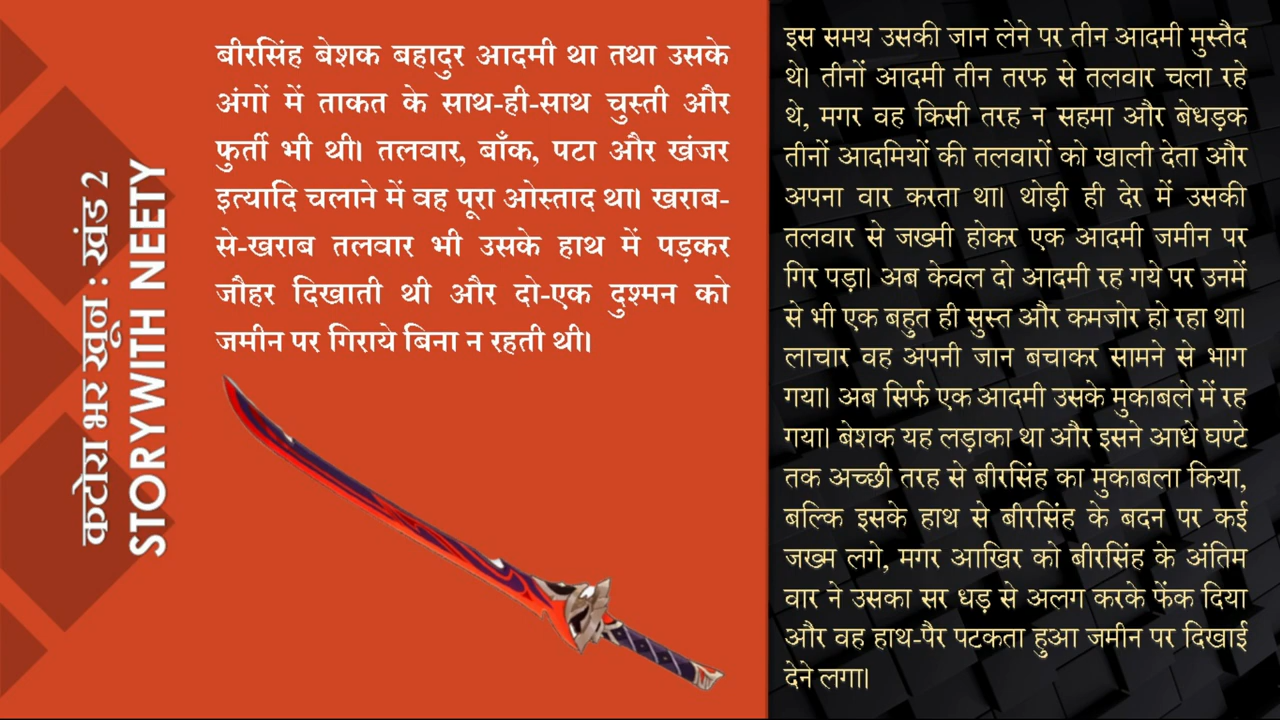 कटोरा भर खून : खंड 2
STORYWITH NEETY
बीरसिंह बेशक बहादुर आदमी था तथा उसके
अंगों में ताकत के साथ-ही-साथ चुस्ती और
फुर्ती भी थी। तलवार, बाँक, पटा और खंजर
इत्यादि चलाने में वह पूरा ओस्ताद था। खराब-
से-खराब तलवार भी उसके हाथ में पड़कर
जौहर दिखाती थी और दो-एक दुश्मन को
जमीन पर गिराये बिना न रहती थी।
इस समय उसकी जान लेने पर तीन आदमी मुस्तैद
थे। तीनों आदमी तीन तरफ से तलवार चला रहे
थे, मगर वह किसी तरह न सहमा और बेधड़क
तीनों आदमियों की तलवारों को खाली देता और
अपना वार करता था। थोड़ी ही देर में उसकी
तलवार से जख्मी होकर एक आदमी जमीन पर
गिर पड़ा। अब केवल दो आदमी रह गये पर उनमें
से भी एक बहुत ही सुस्त और कमजोर हो रहा था।
लाचार वह अपनी जान बचाकर सामने से भाग
गया। अब सिर्फ एक आदमी उसके मुकाबले में रह
गया। बेशक यह लड़ाका था और इसने आधे घण्टे
तक अच्छी तरह से बीरसिंह का मुकाबला किया,
बल्कि इसके हाथ से बीरसिंह के बदन पर कई
जख्म लगे, मगर आखिर को बीरसिंह के अंतिम
वार ने उसका सर धड़ से अलग करके फेंक दिया
और वह हाथ-पैर पटकता हुआ जमीन पर दिखाई
देने लगा।